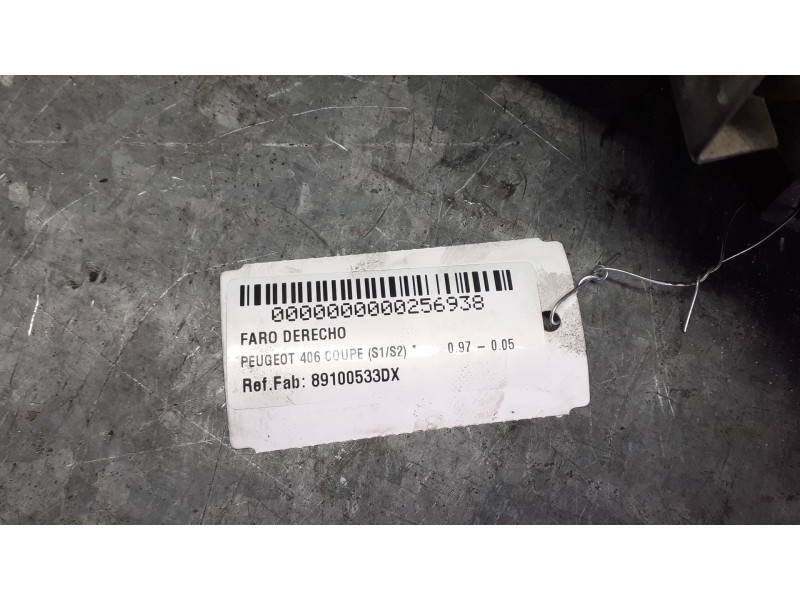 0000000000256938
FARO DERECHO
PEUGEOT 406 COUPE (S1/S2) * 0.97 - 0.05
Ref.Fab: 89100533DX